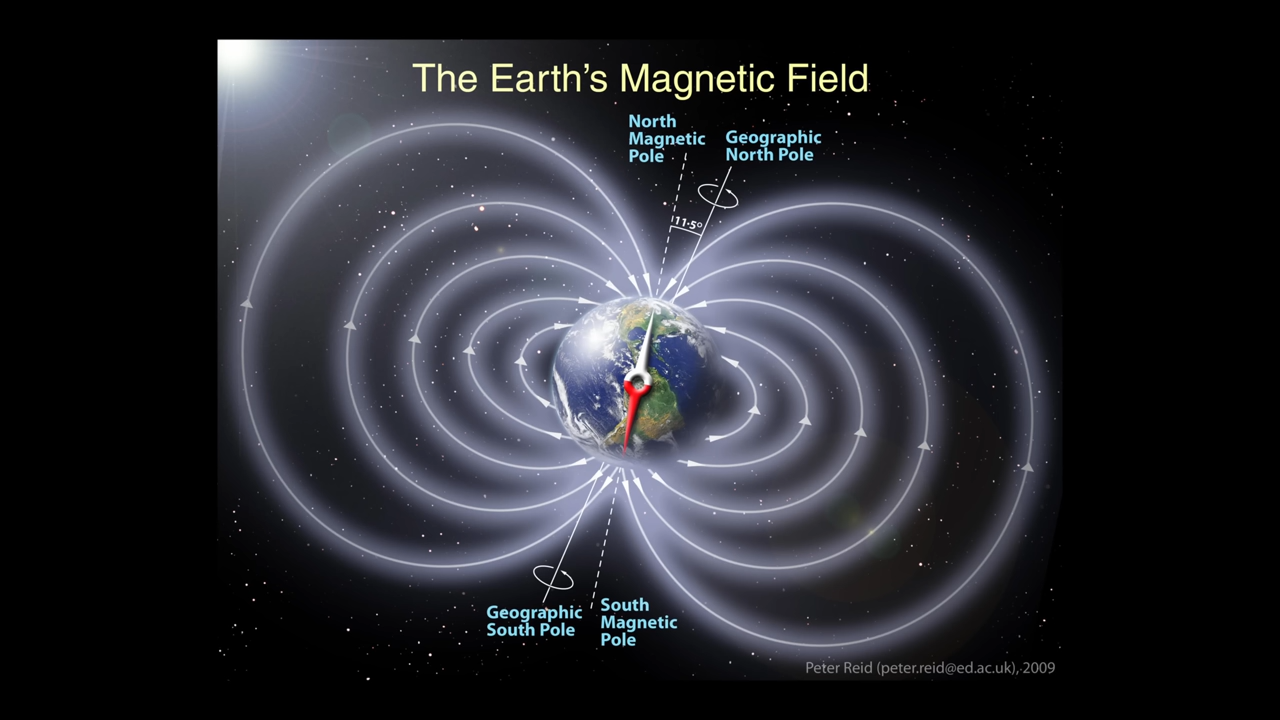 The Earth's Magnetic Field
North
Magnetic
Pole
Geographic
North Pole
11·5°
Geographic
South Pole
South
Magnetic
Pole
Peter Reid (peter.reid@ed.ac.uk), 2009